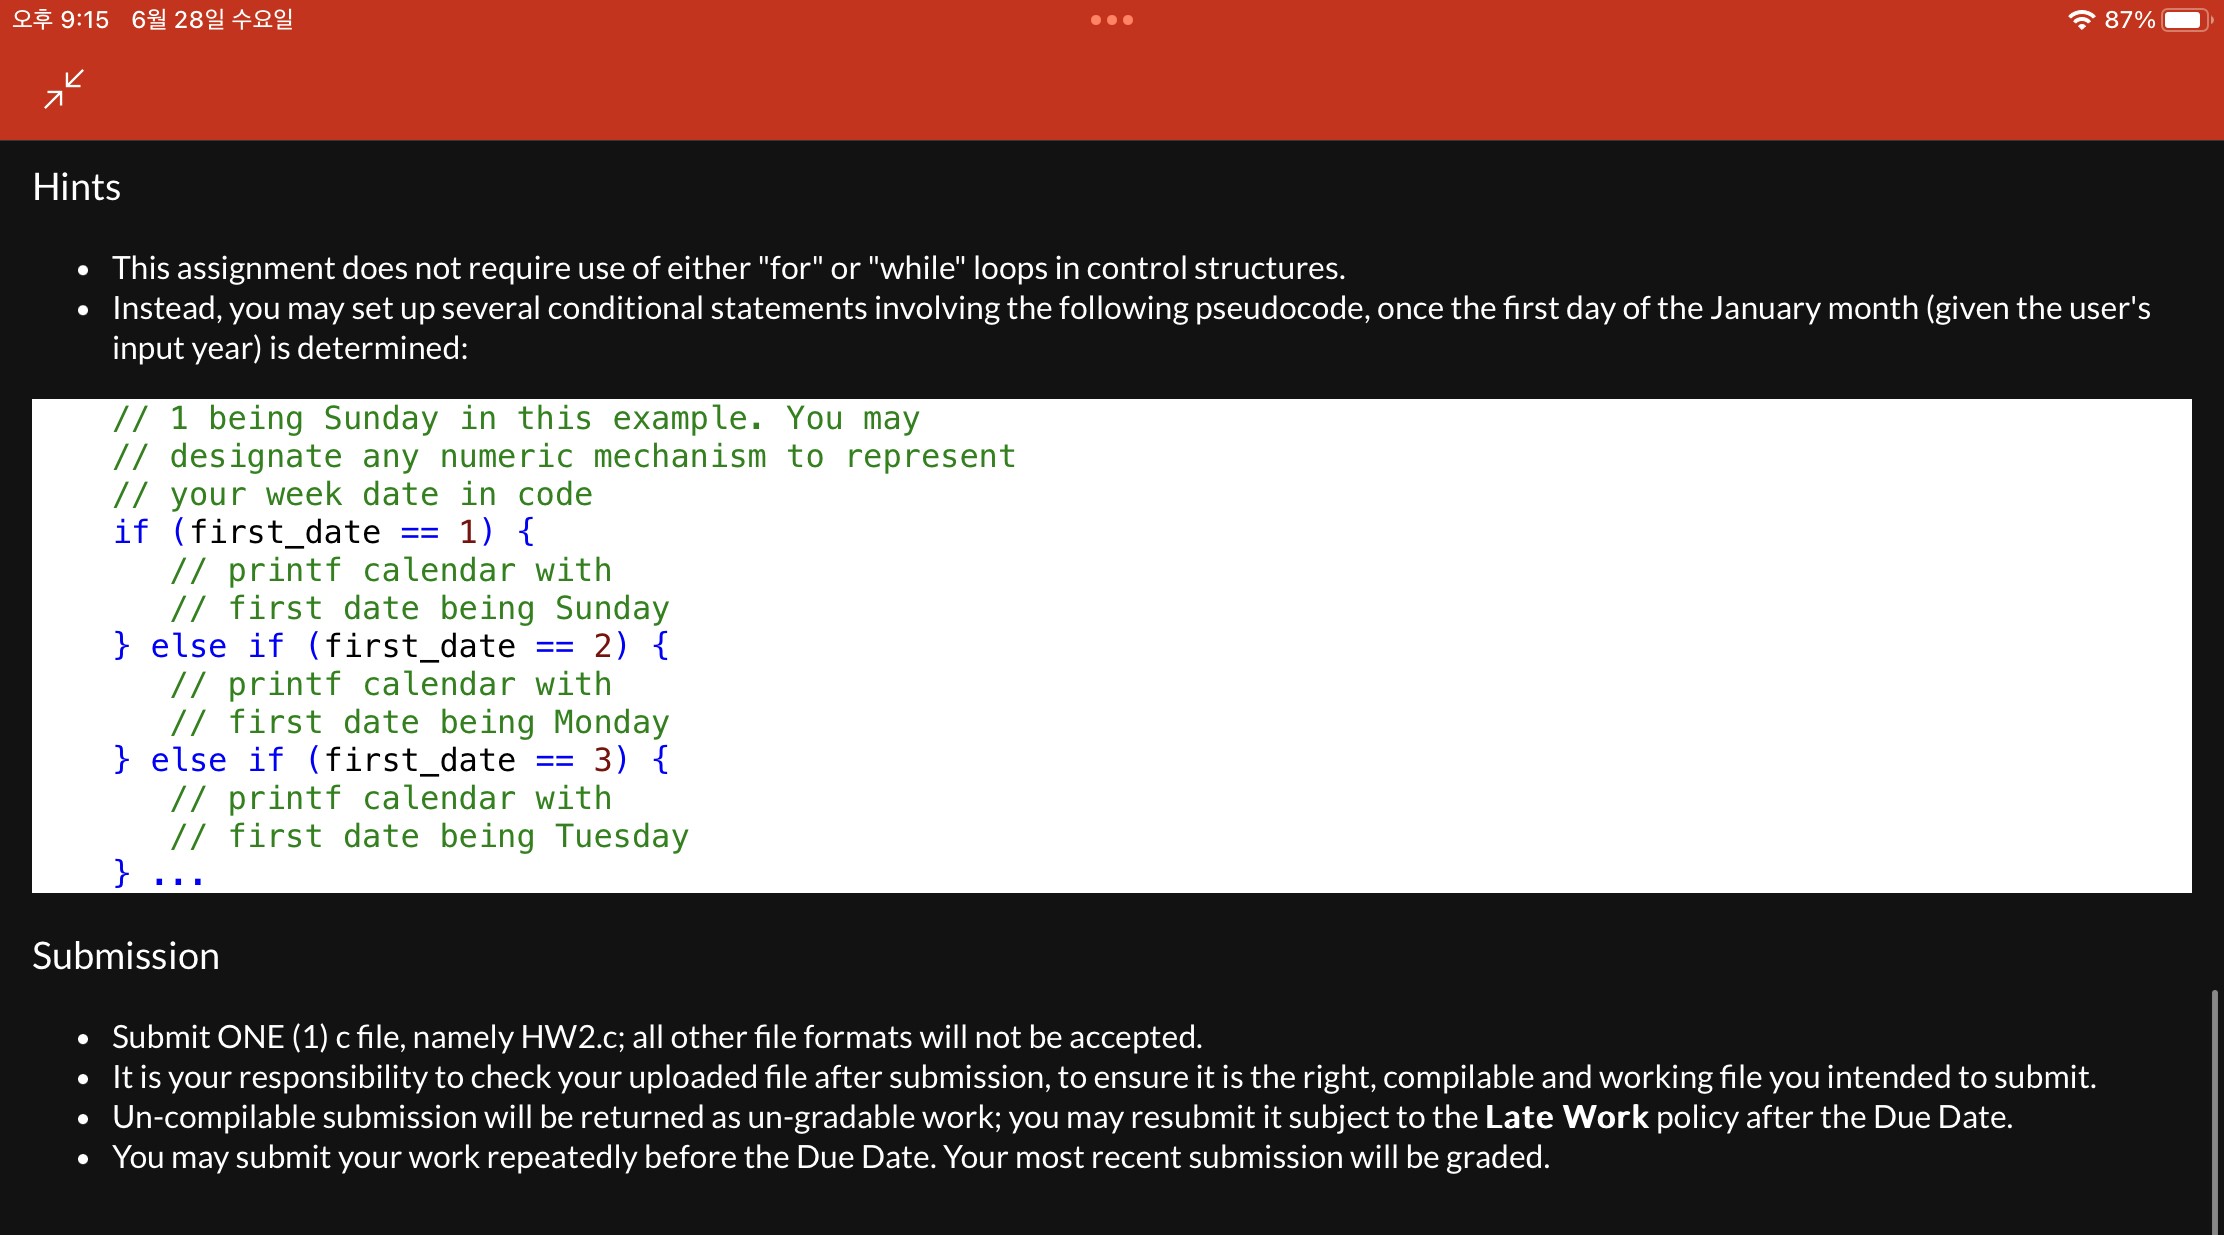 오후 9:15 6월 28일 수요일
87%
Hints
• This assignment does not require use of either "for" or "while" loops in control structures.
• Instead, you may set up several conditional statements involving the following pseudocode, once the first day of the January month (given the user's
input year) is determined:
// 1 being Sunday in this example. You may
// designate any numeric mechanism to represent
// your week date in code
if (first_date == 1) {
// printf calendar with
// first date being Sunday
} else if (first_date == 2) {
// printf calendar with
// first date being Monday
} else if (first_date == 3) {
// printf calendar with
// first date being Tuesday
} ...
Submission
• Submit ONE (1) c file, namely HW2.c; all other file formats will not be accepted.
• It is your responsibility to check your uploaded file after submission, to ensure it is the right, compilable and working file you intended to submit.
• Un-compilable submission will be returned as un-gradable work; you may resubmit it subject to the Late Work policy after the Due Date.
• You may submit your work repeatedly before the Due Date. Your most recent submission will be graded.